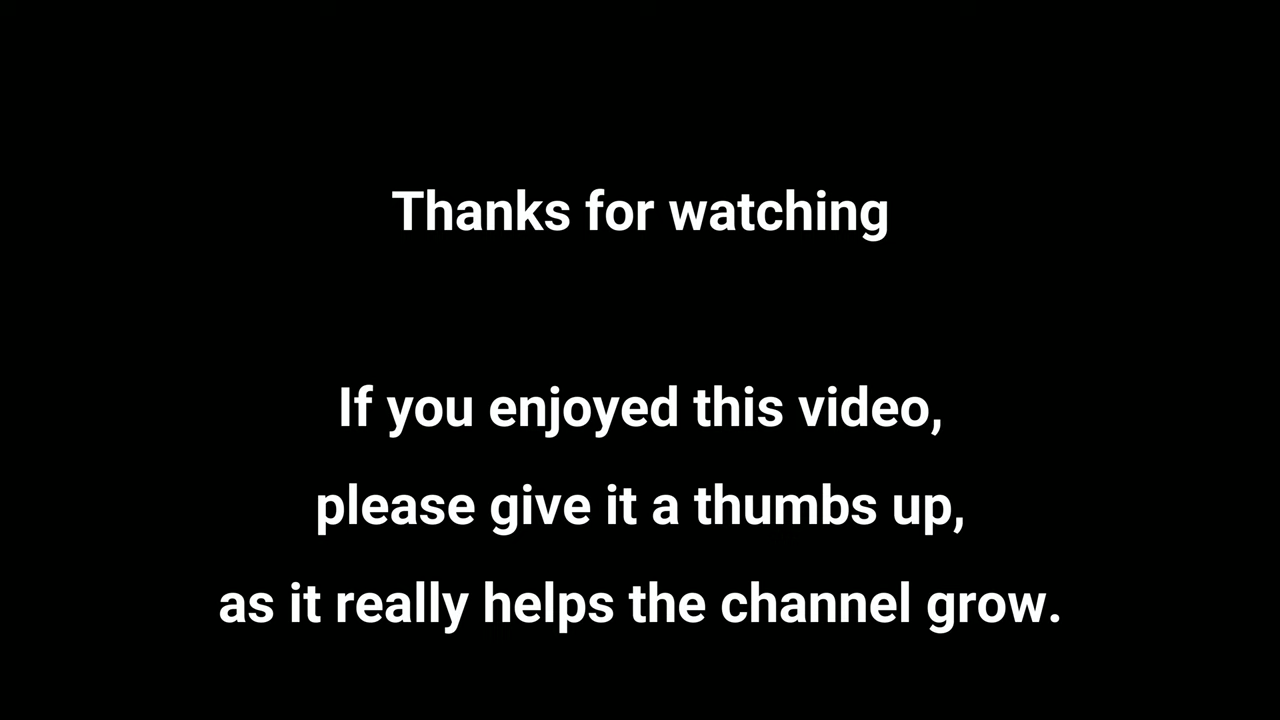 Thanks for watching
If you enjoyed this video,
please give it a thumbs up,
as it really helps the channel grow.